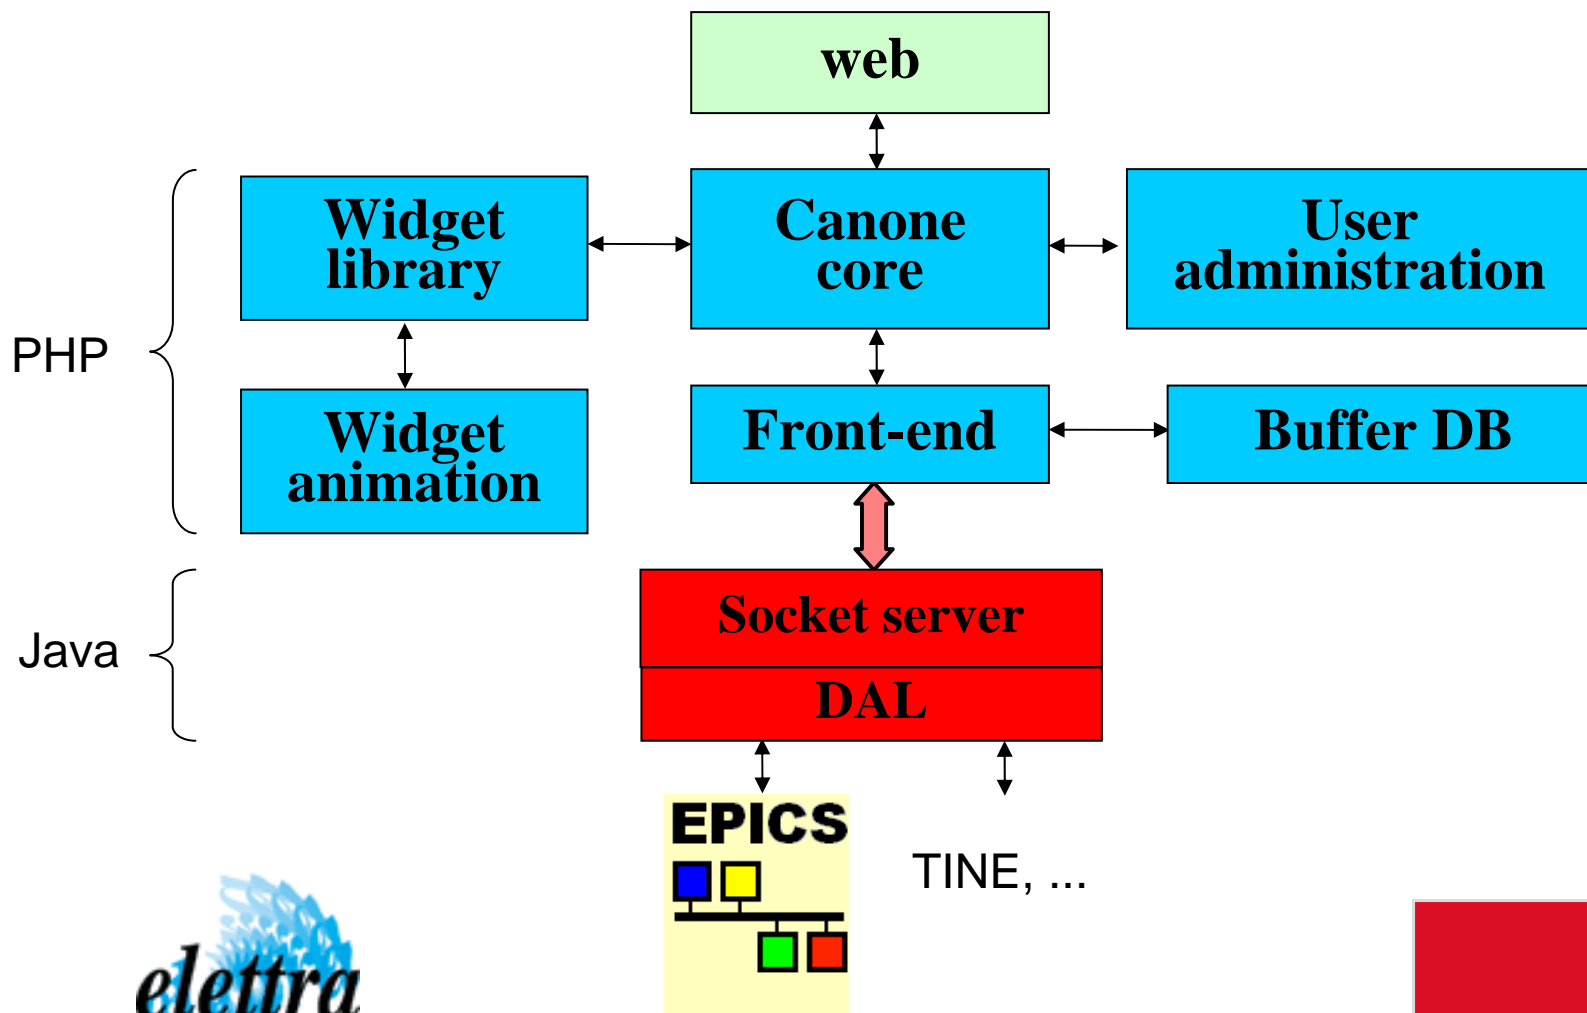 web
Widget
library
Canone
core
User
administration
PHP
Widget
animation
Front-end
Buffer DB
Socket server
Java
DAL
EPICS
TINE, ...
elettra